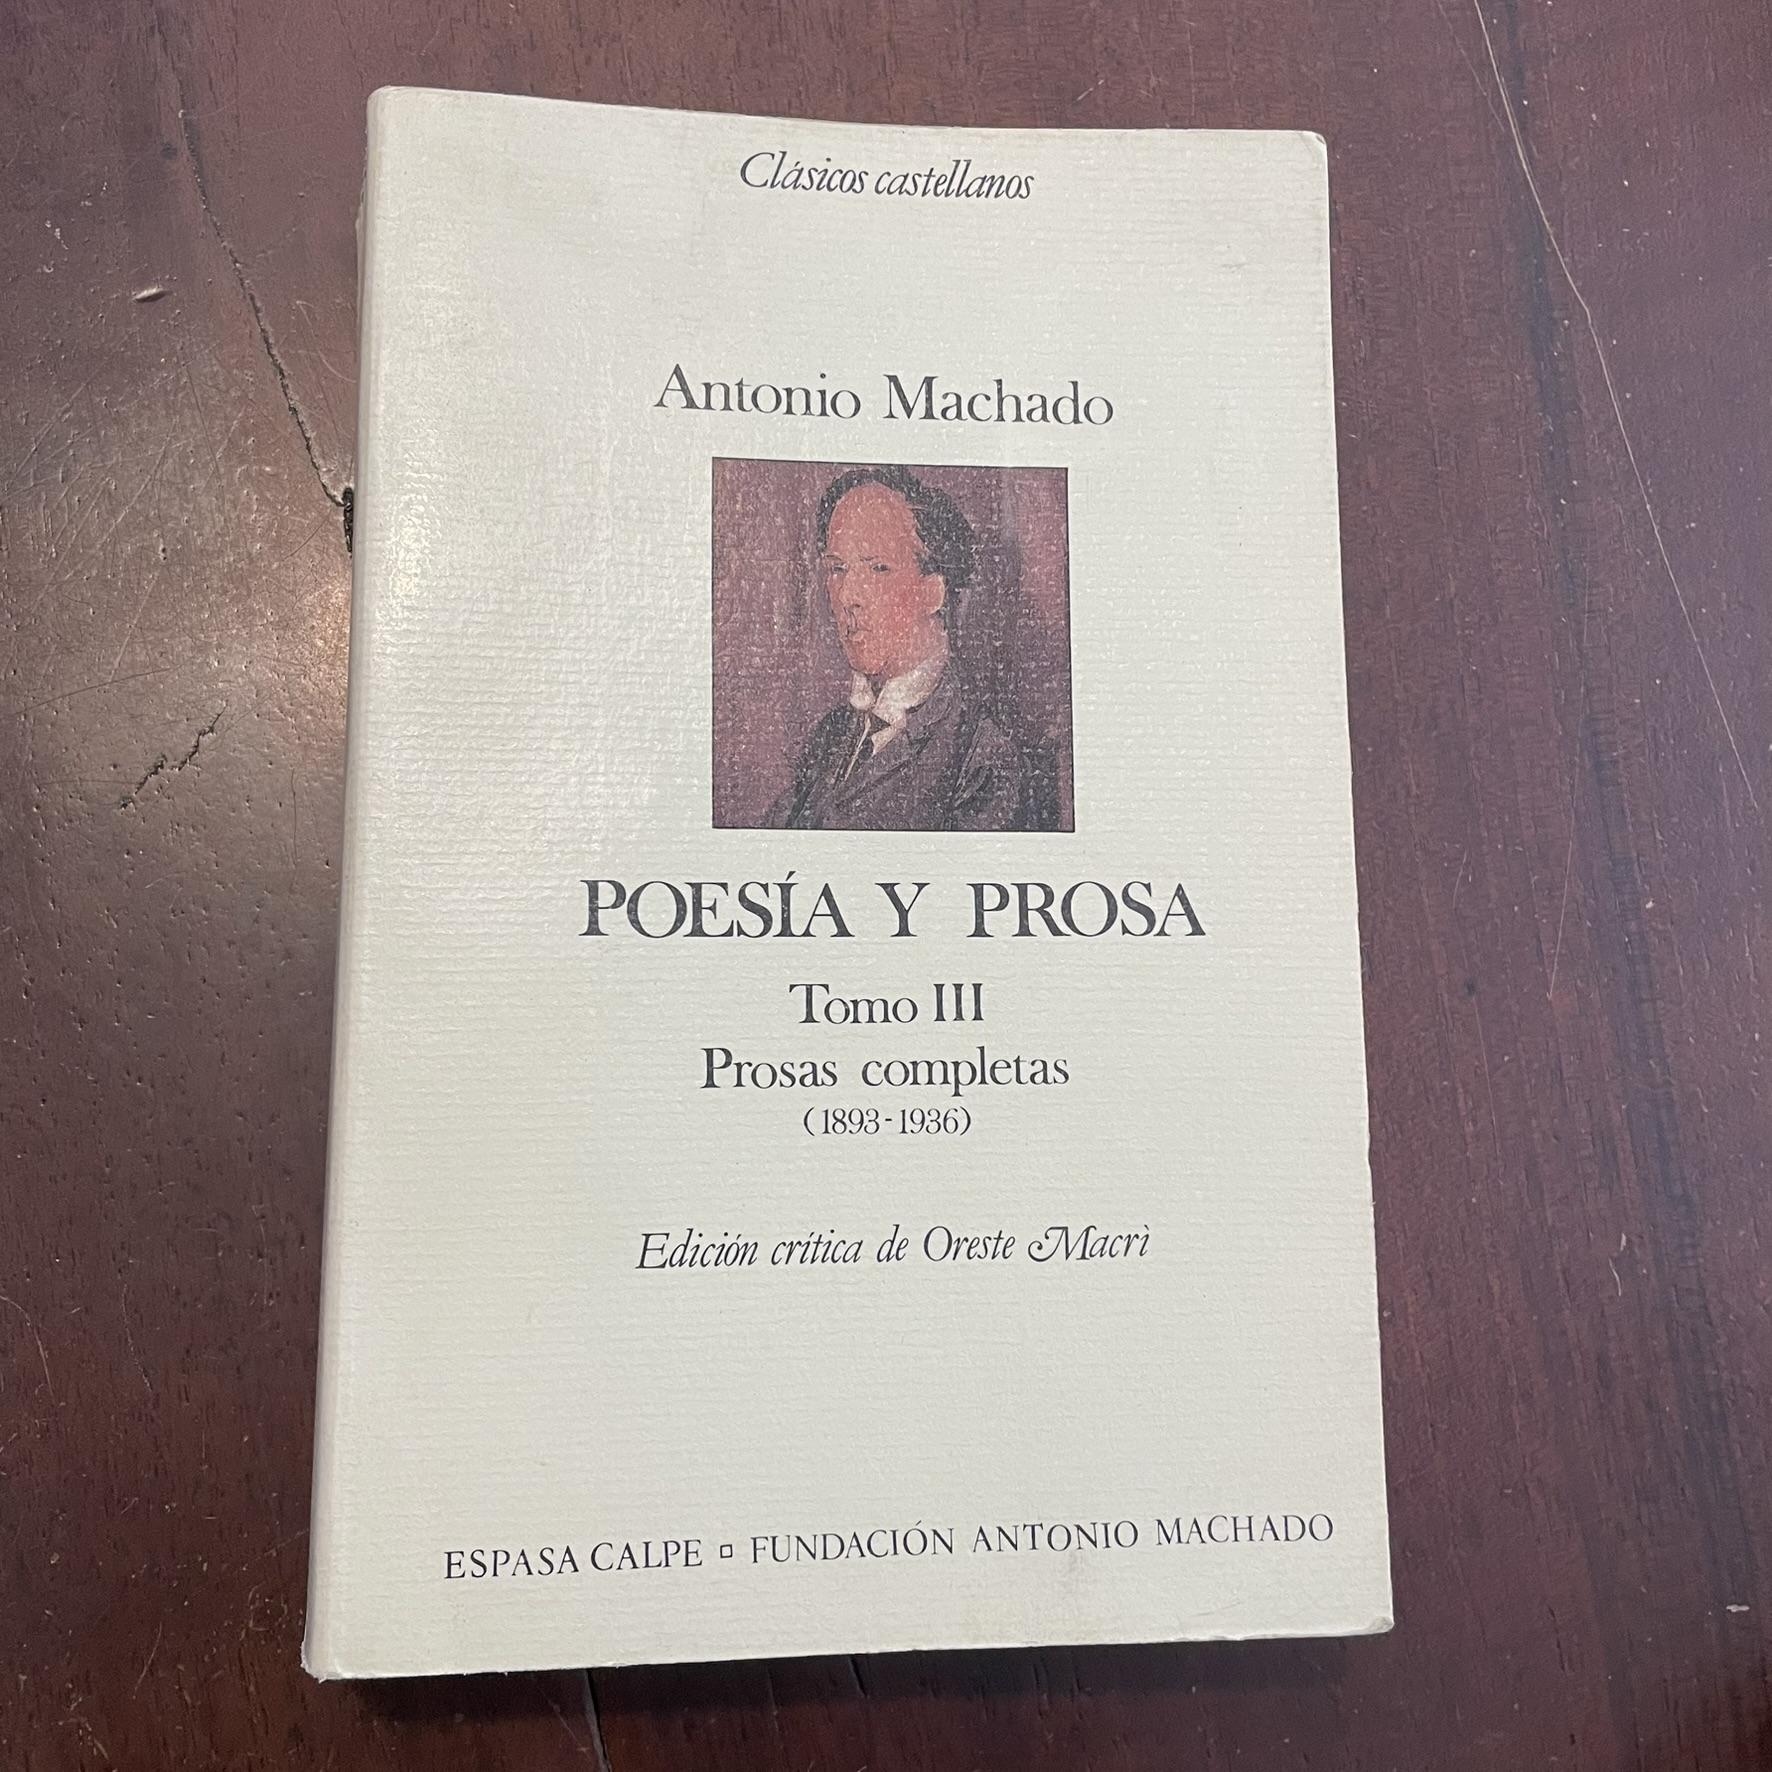 Clásicos castellanos
Antonio Machado
POESÍA Y PROSA
Tomo III
Prosas completas
(1893-1936)
Edición crítica de Oreste Macrì
ESPASA CALPE ▫ FUNDACIÓN ANTONIO MACHADO